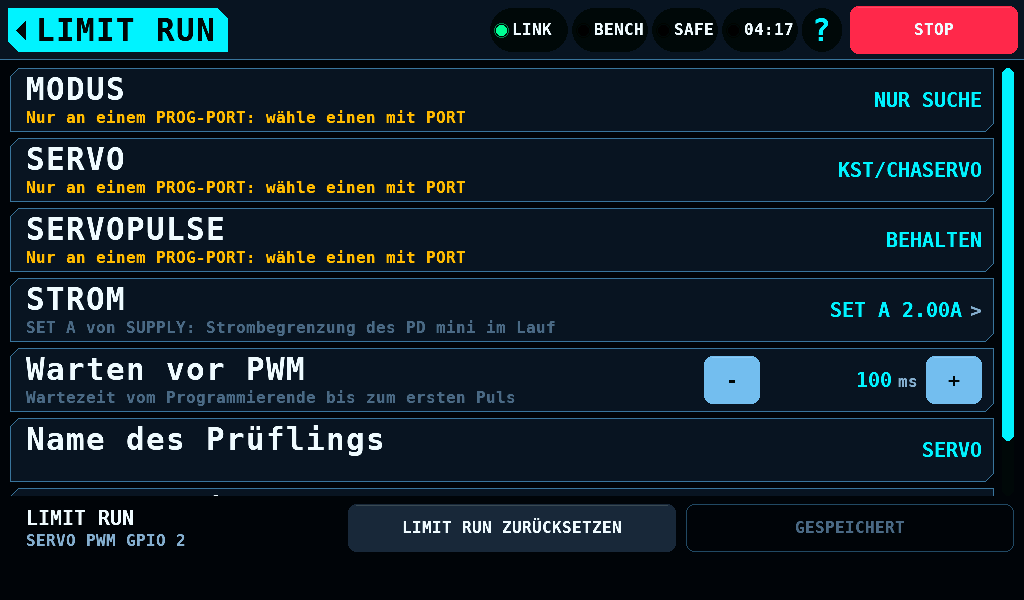 LIMIT RUN
LINK
BENCH
SAFE
04:17
?
STOP
MODUS
Nur an einem PROG-PORT: wähle einen mit PORT
NUR SUCHE
SERVO
Nur an einem PROG-PORT: wähle einen mit PORT
KST/CHASERVO
SERVOPULSE
Nur an einem PROG-PORT: wähle einen mit PORT
BEHALTEN
STROM
SET A von SUPPLY: Strombegrenzung des PD mini im Lauf
SET A 2.00A >
Warten vor PWM
Wartezeit vom Programmierende bis zum ersten Puls
- 100 ms +
Name des Prüflings
SERVO
LIMIT RUN
SERVO PWM GPIO 2
LIMIT RUN ZURÜCKSETZEN
GESPEICHERT